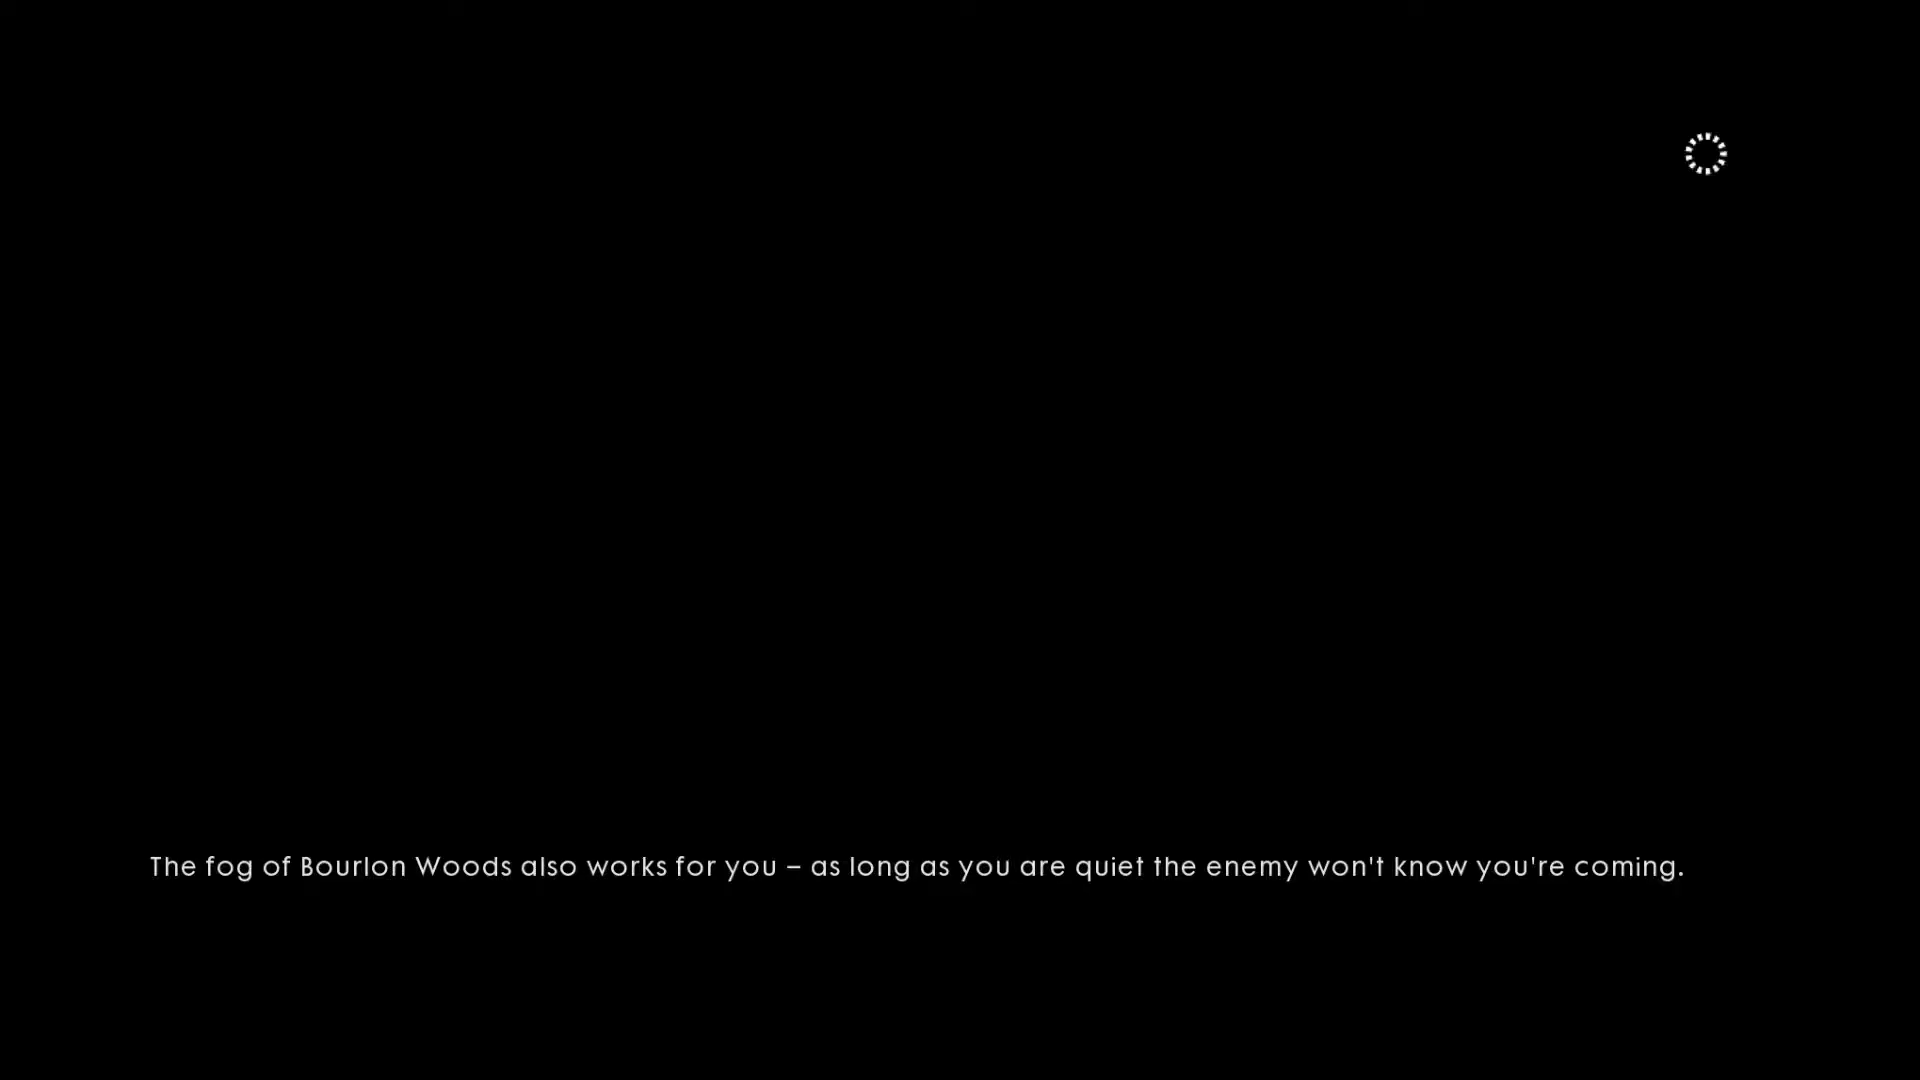 The fog of Bourlon Woods also works for you – as long as you are quiet the enemy won't know you're coming.